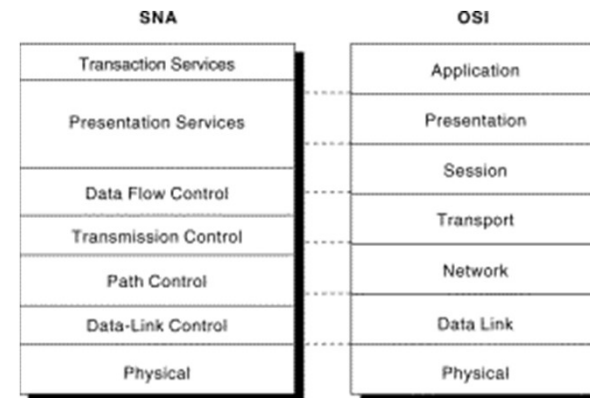 SNA
Transaction Services
Presentation Services
Data Flow Control
Transmission Control
Path Control
Data-Link Control
Physical
OSI
Application
Presentation
Session
Transport
Network
Data Link
Physical